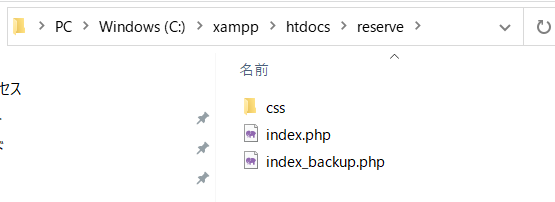 PC > Windows (C:) > xampp > htdocs > reserve >
名前
セス
css
index.php
index_backup.php